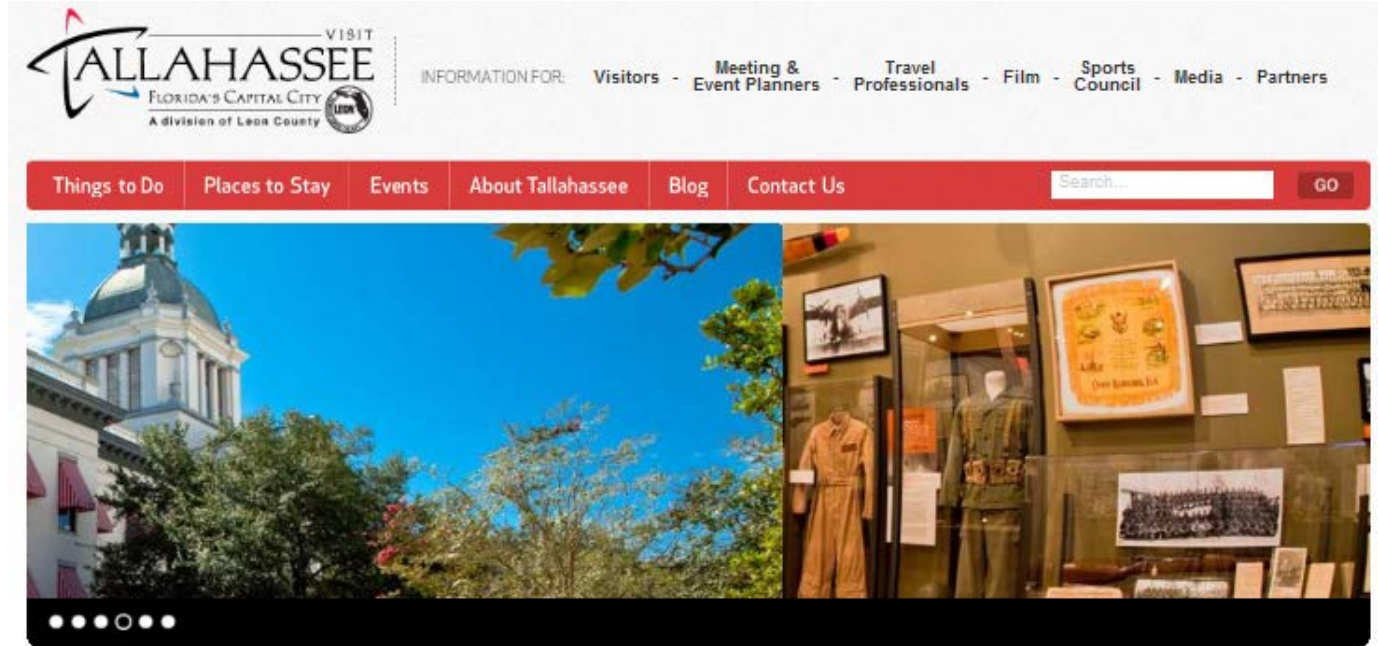 VISIT
TALLAHASSEE
FLORIDA'S CAPITAL CITY
LEON
A division of Leon County
INFORMATION FOR: Visitors - Meeting & Event Planners - Travel Professionals - Film - Sports Council - Media - Partners
Things to Do Places to Stay Events About Tallahassee Blog Contact Us Search... GO